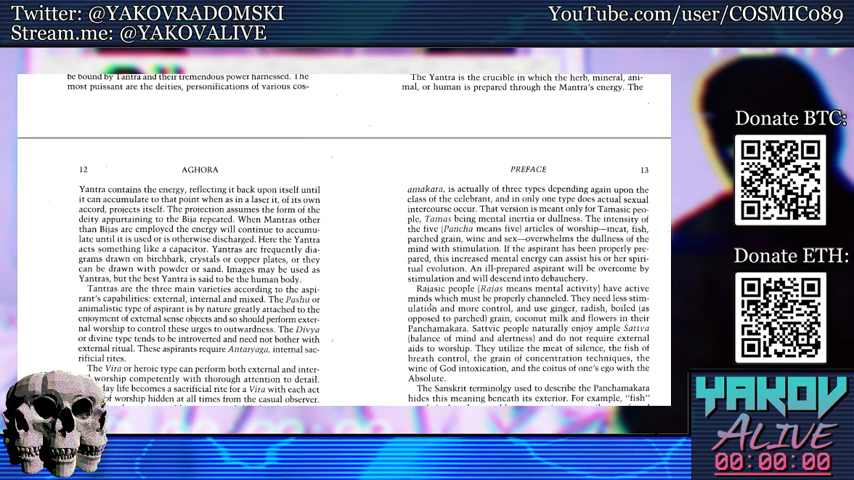 Twitter: @YAKOVRADOMSKI
Stream.me: @YAKOVALIVE
YouTube.com/user/COSMIC089
be bound by Tantra and their tremendous power harnessed. The
most puissant are the deities, personifications of various cos-
The Yantra is the crucible in which the herb, mineral, ani-
mal, or human is prepared through the Mantra's energy. The
12 AGHORA
Yantra contains the energy, reflecting it back upon itself until
it can accumulate to that point when as in a laser it, of its own
accord, projects itself. The projection assumes the form of the
deity appurtaining to the Bija repeated. When Mantras other
than Bijas are employed the energy will continue to accumu-
late until it is used or is otherwise discharged. Here the Yantra
acts something like a capacitor. Yantras are frequently dia-
grams drawn on birchbark, crystals or copper plates, or they
can be drawn with powder or sand. Images may be used as
Yantras, but the best Yantra is said to be the human body.
Tantras are the three main varieties according to the aspi-
rant's capabilities: external, internal and mixed. The Pashu or
animalistic type of aspirant is by nature greatly attached to the
enjoyment of external sense objects and so should perform exter-
nal worship to control these urges to outwardness. The Divya
or divine type tends to be introverted and need not bother with
external ritual. These aspirants require Antaryaga, internal sac-
rificial rites.
The Vira or heroic type can perform both external and inter-
worship competently with thorough attention to detail.
day life becomes a sacrificial rite for a Vira with each act
of worship hidden at all times from the casual observer.
PREFACE 13
amakara, is actually of three types depending again upon the
class of the celebrant, and in only one type does actual sexual
intercourse occur. That version is meant only for Tamasic peo-
ple, Tamas being mental inertia or dullness. The intensity of
the five (Pancha means five) articles of worship—meat, fish,
parched grain, wine and sex—overwhelms the dullness of the
mind with stimulation. If the aspirant has been properly pre-
pared, this increased mental energy can assist his or her spiri-
tual evolution. An ill-prepared aspirant will be overcome by
stimulation and will descend into debauchery.
Rajasic people (Rajas means mental activity) have active
minds which must be properly channeled. They need less stim-
ulation and more control, and use ginger, radish, boiled (as
opposed to parched) grain, coconut milk and flowers in their
Panchamakara. Sattvic people naturally enjoy ample Sattva
(balance of mind and alertness) and do not require external
aids to worship. They utilize the meat of silence, the fish of
breath control, the grain of concentration techniques, the
wine of God intoxication, and the coitus of one's ego with the
Absolute.
The Sanskrit terminolgy used to describe the Panchamakara
hides this meaning beneath its exterior. For example, "fish"
Donate BTC:
Donate ETH:
YAKOV
ALIVE
00:00:00